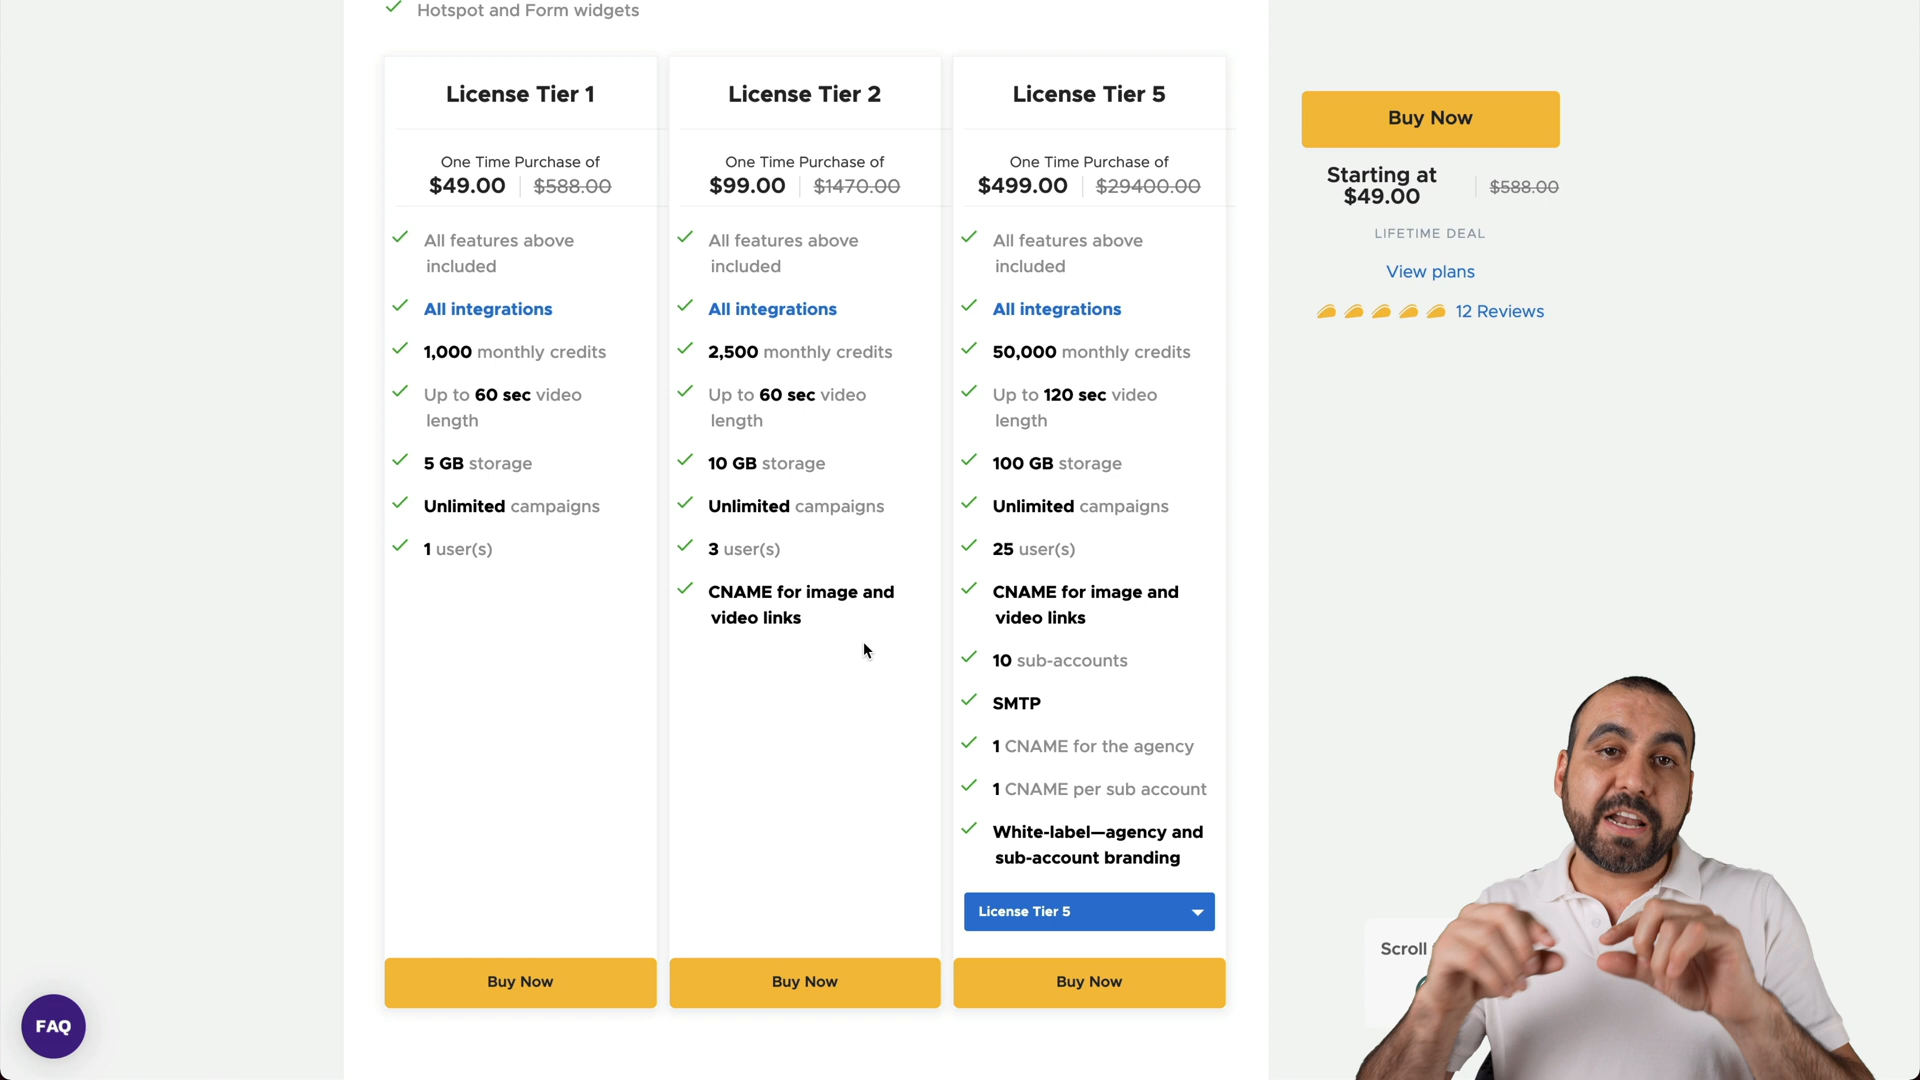 Hotspot and Form widgets
License Tier 1
One Time Purchase of
$49.00 $588.00
All features above
included
All integrations
1,000 monthly credits
Up to 60 sec video
length
5 GB storage
Unlimited campaigns
1 user(s)
Buy Now
License Tier 2
One Time Purchase of
$99.00 $1470.00
All features above
included
All integrations
2,500 monthly credits
Up to 60 sec video
length
10 GB storage
Unlimited campaigns
3 user(s)
CNAME for image and
video links
Buy Now
License Tier 5
One Time Purchase of
$499.00 $29400.00
All features above
included
All integrations
50,000 monthly credits
Up to 120 sec video
length
100 GB storage
Unlimited campaigns
25 user(s)
CNAME for image and
video links
10 sub-accounts
SMTP
1 CNAME for the agency
1 CNAME per sub account
White-label—agency and
sub-account branding
License Tier 5
Buy Now
Buy Now
Starting at
$49.00 $588.00
LIFETIME DEAL
View plans
12 Reviews
Scroll
FAQ